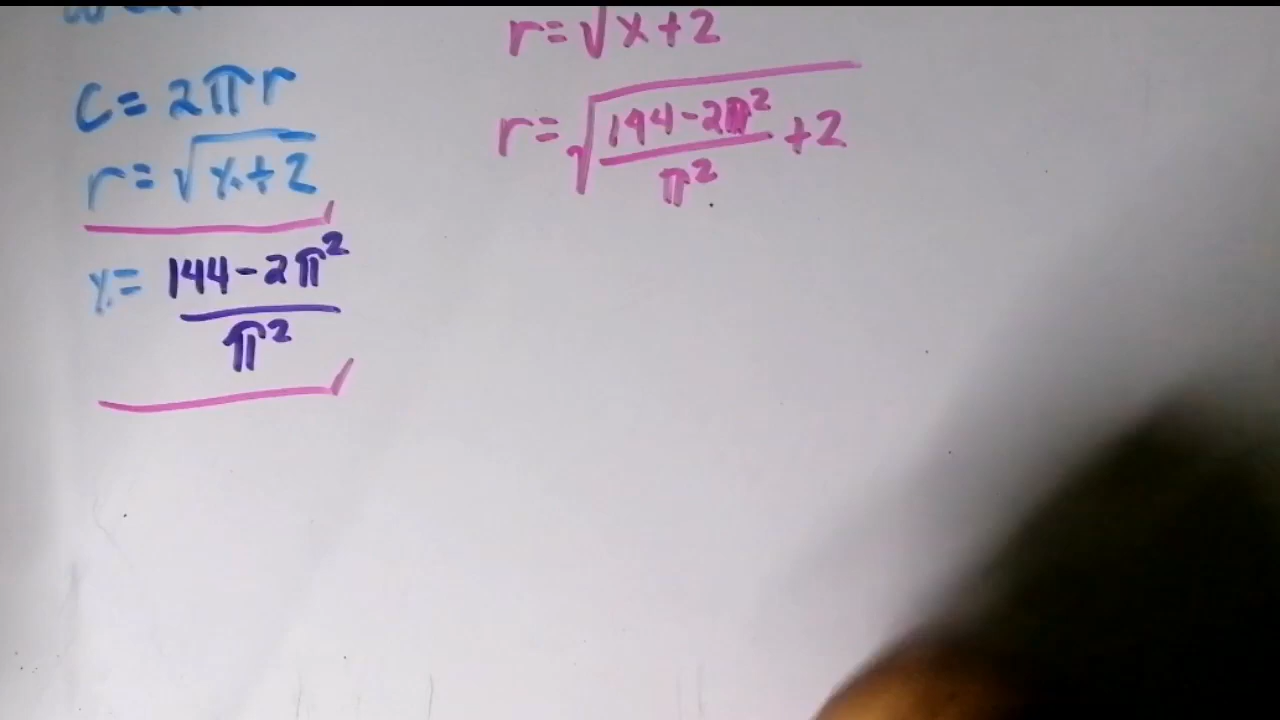 C = 2πr
r = √(x + 2)
x = (144 - 2π²)/π²
r = √(x + 2)
r = √((144 - 2π²)/π² + 2)